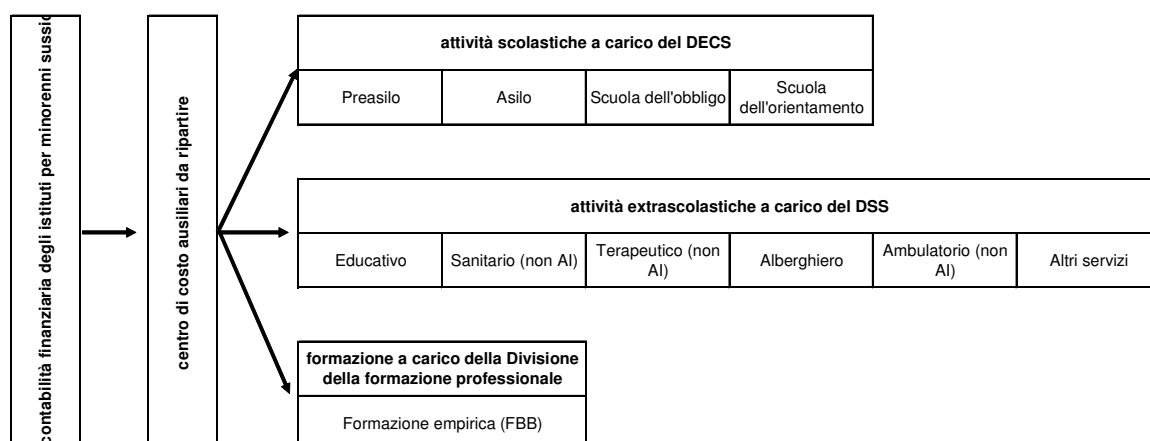 contabilità finanziaria degli istituti per minorenni
centro di costo ausiliari da ripartire
attività scolastiche a carico del DECS
Preasilo
Asilo
Scuola dell'obbligo
Scuola
dell'orientamento
attività extrascolastiche a carico del DSS
Educativo
Sanitario (non AI)
Terapeutico (non
AI)
Alberghiero
Ambulatorio (non
AI)
Altri servizi
formazione a carico della Divisione
della formazione professionale
Formazione empirica (FBB)